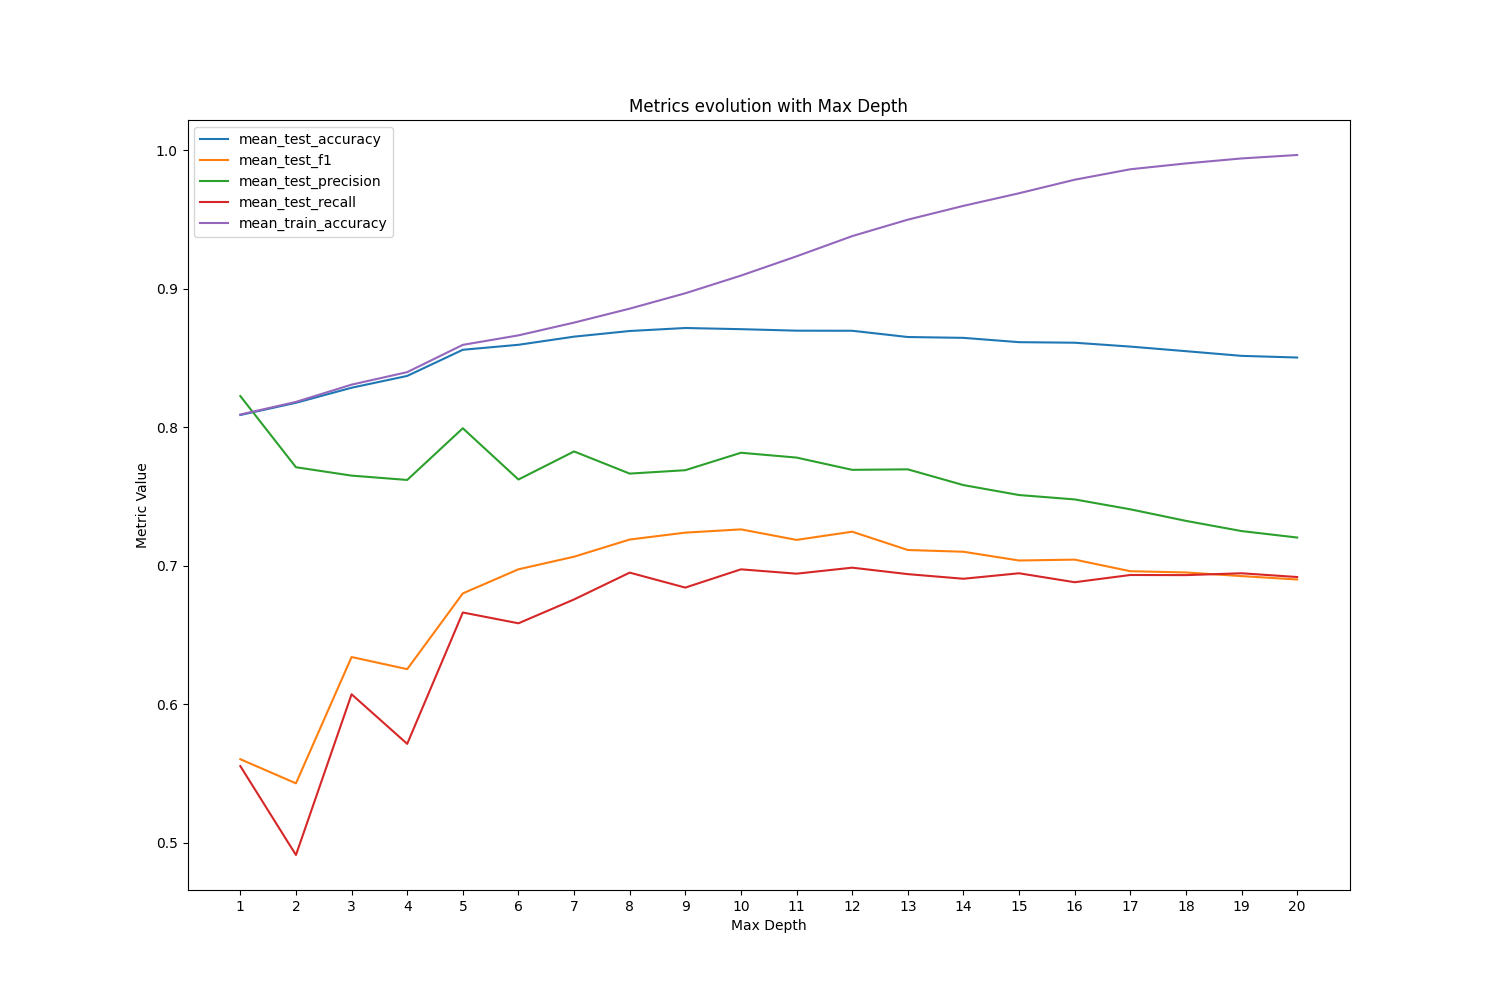 Metrics evolution with Max Depth
mean_test_accuracy
mean_test_f1
mean_test_precision
mean_test_recall
mean_train_accuracy
1.0
0.9
0.8
0.7
0.6
0.5
Metric Value
1 2 3 4 5 6 7 8 9 10 11 12 13 14 15 16 17 18 19 20
Max Depth